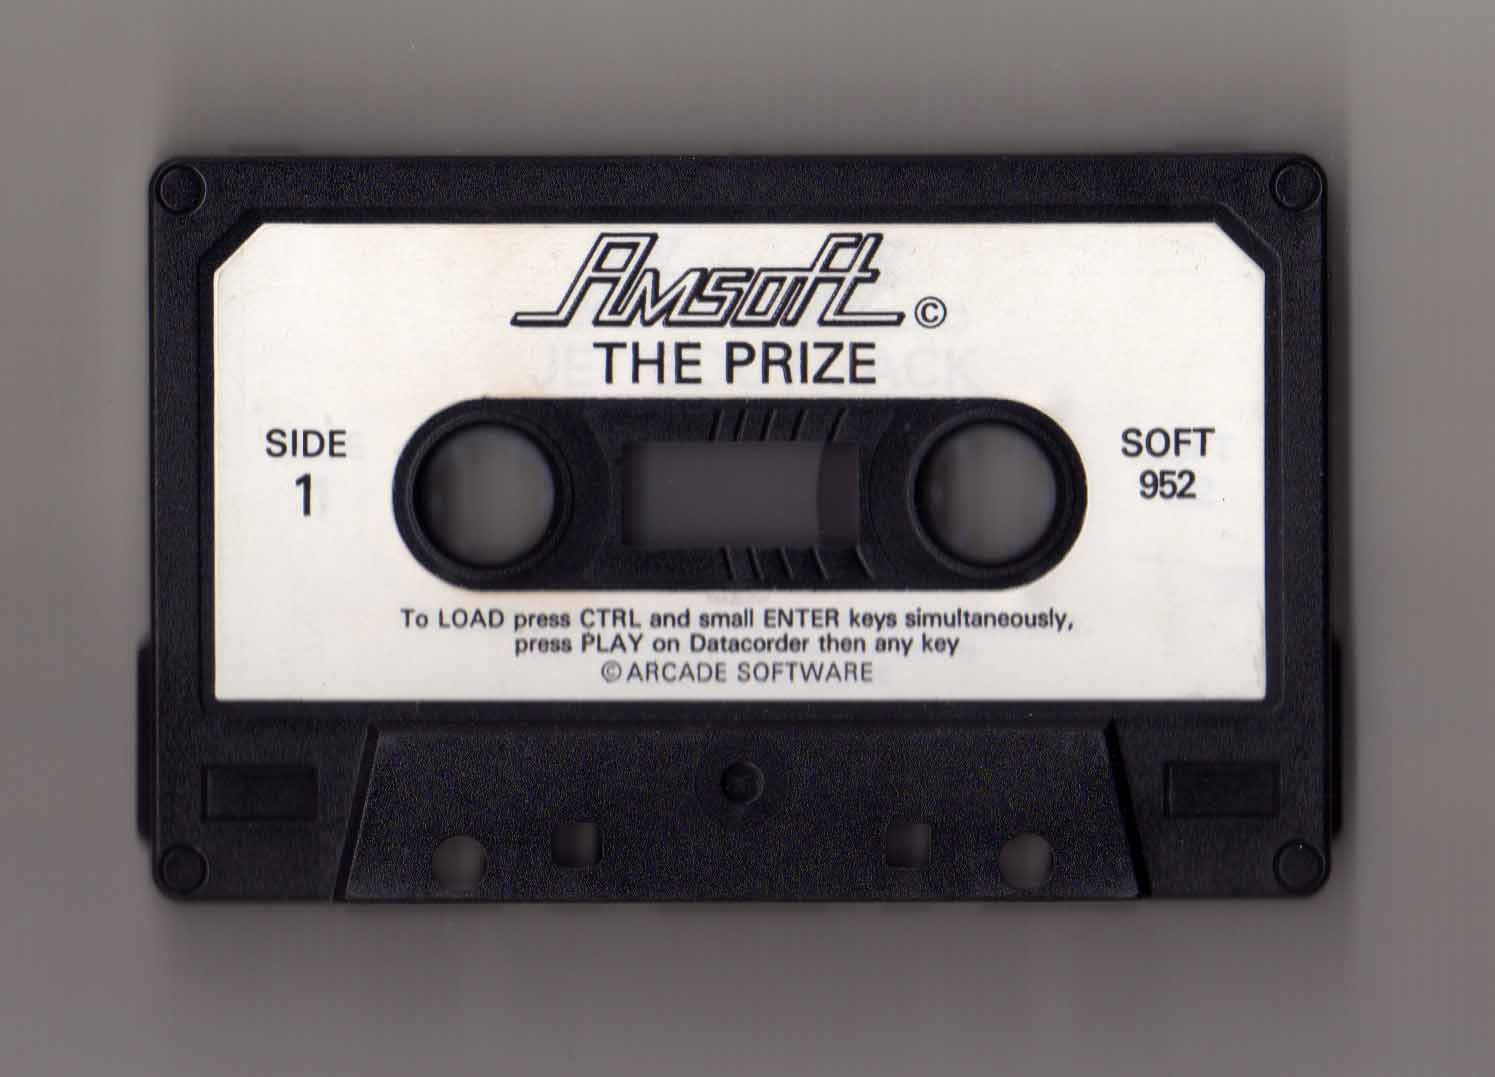 Amsoft ©
THE PRIZE
SIDE
1
SOFT
952
To LOAD press CTRL and small ENTER keys simultaneously,
press PLAY on Datacorder then any key
© ARCADE SOFTWARE